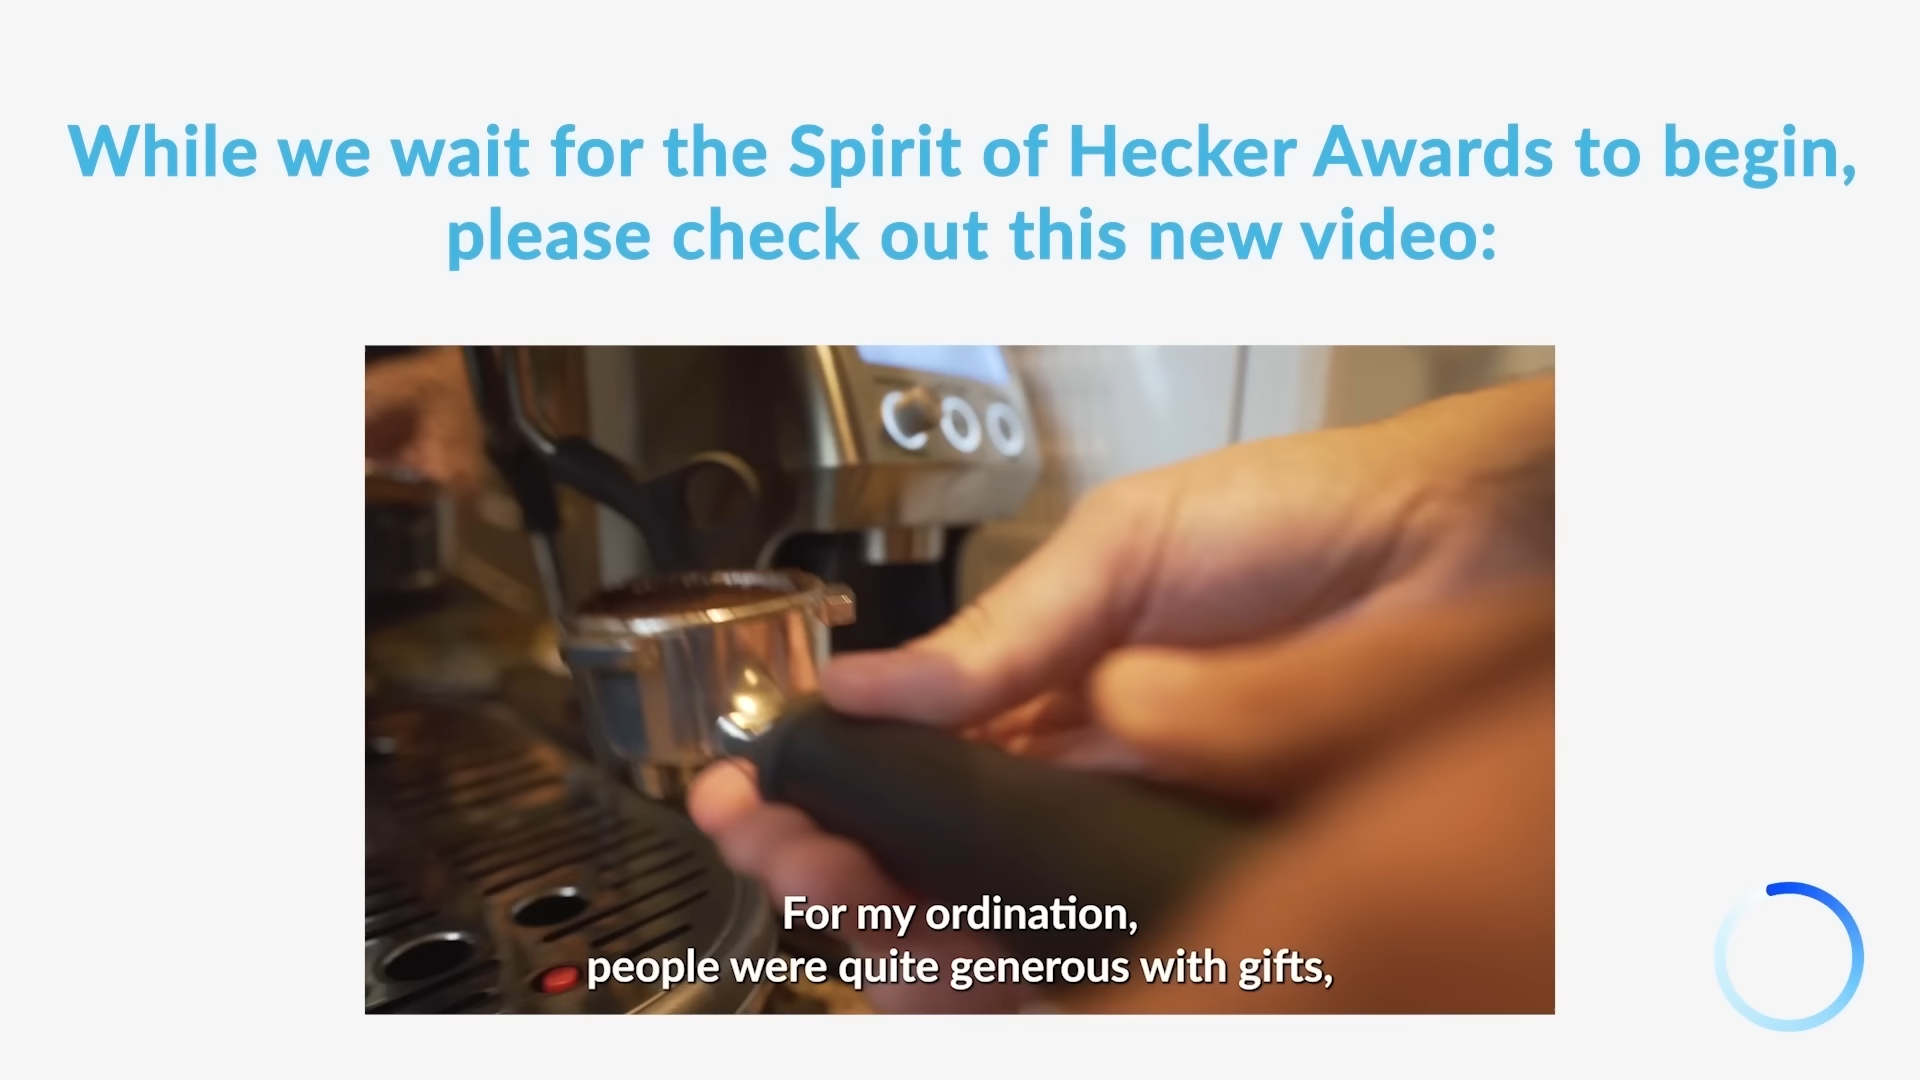 While we wait for the Spirit of Hecker Awards to begin,
please check out this new video:
For my ordination,
people were quite generous with gifts,